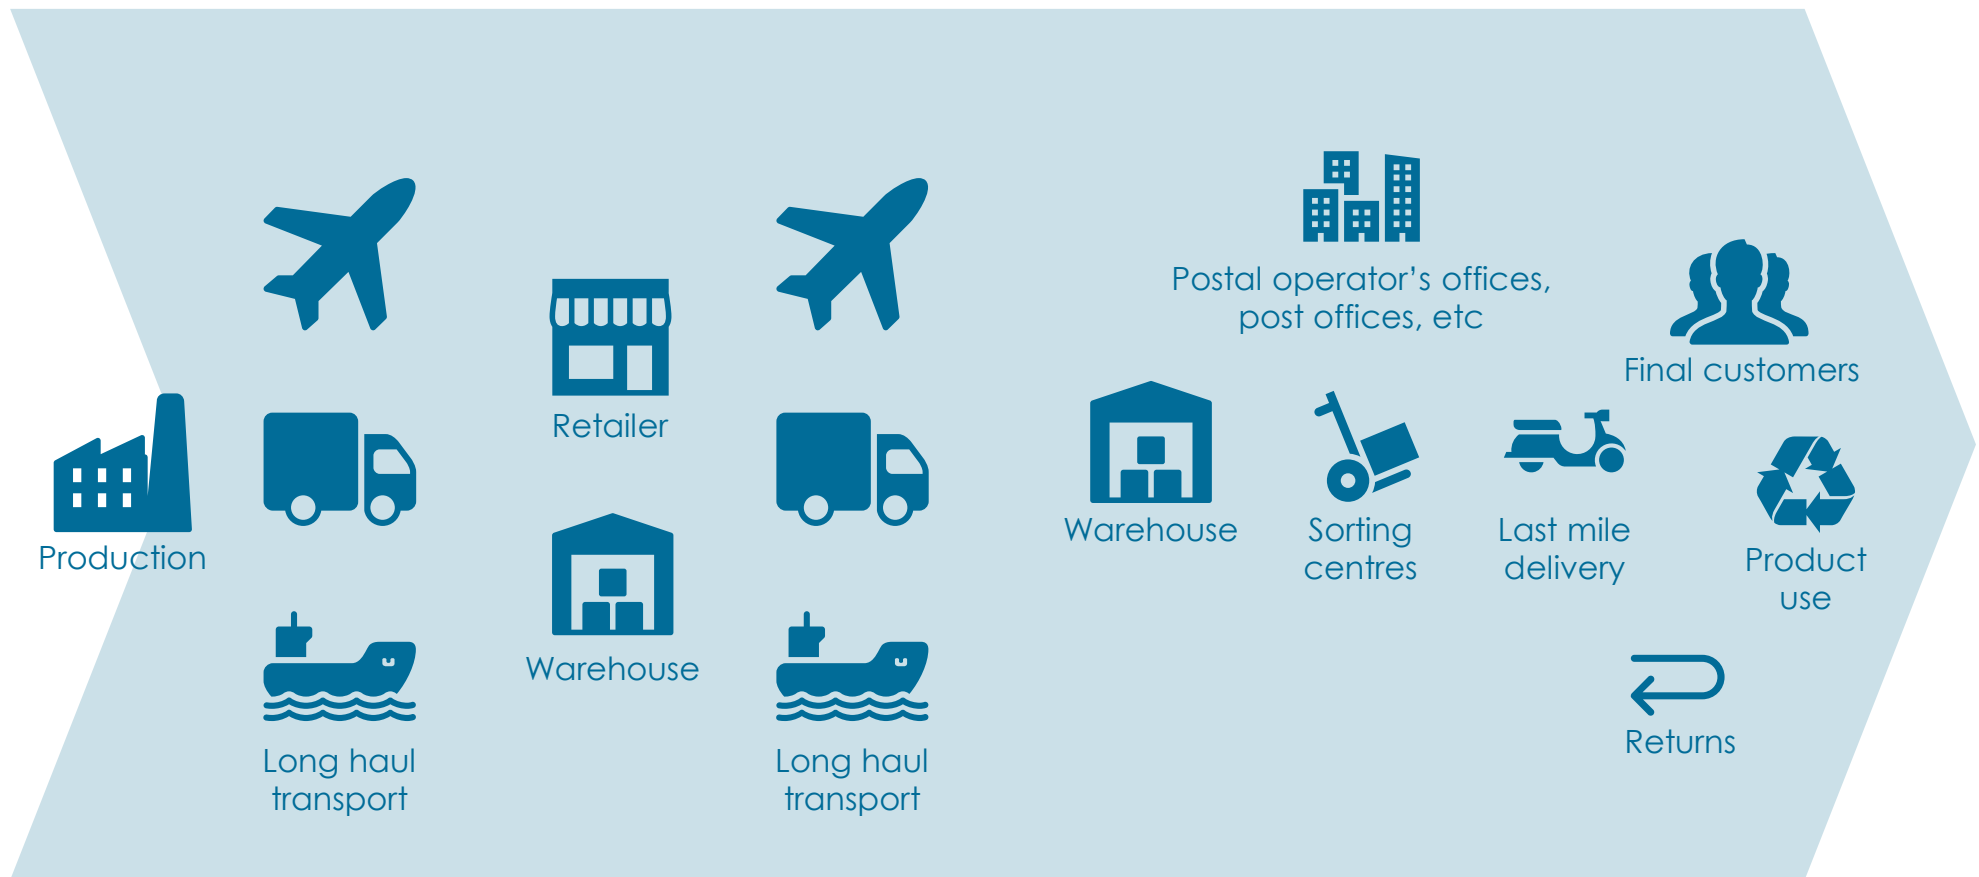 Production
Long haul
transport
Retailer
Warehouse
Long haul
transport
Postal operator’s offices,
post offices, etc
Warehouse
Sorting
centres
Last mile
delivery
Final customers
Product
use
Returns